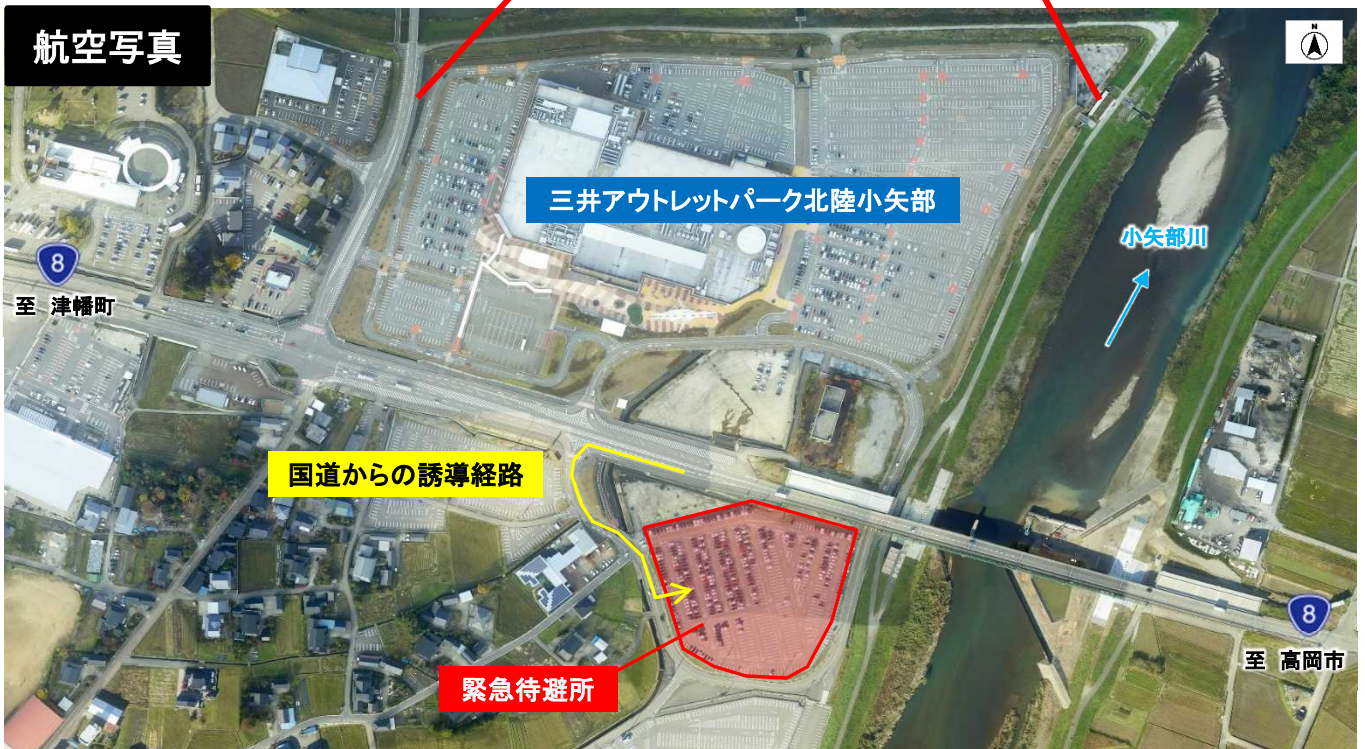 航空写真
N
三井アウトレットパーク北陸小矢部
小矢部川
8
至 津幡町
国道からの誘導経路
8
至 高岡市
緊急待避所